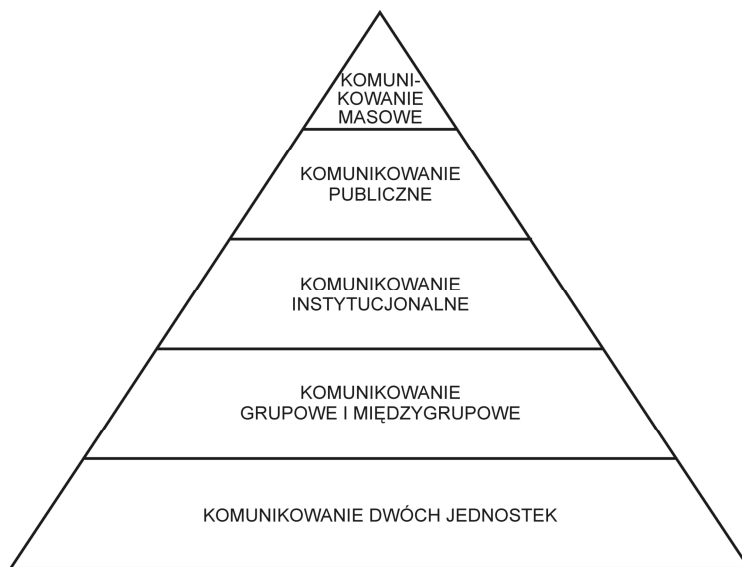 KOMUNI-
KOWANIE
MASOWE
KOMUNIKOWANIE
PUBLICZNE
KOMUNIKOWANIE
INSTYTUCJONALNE
KOMUNIKOWANIE
GRUPOWE I MIĘDZYGRUPOWE
KOMUNIKOWANIE DWÓCH JEDNOSTEK